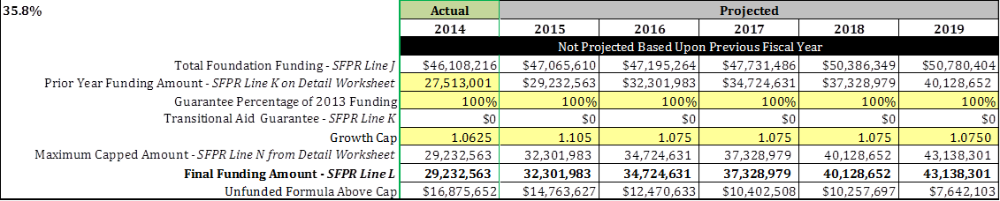 35.8% Actual Projected
2014 2015 2016 2017 2018 2019
Not Projected Based Upon Previous Fiscal Year
Total Foundation Funding - SFPR Line J $46,108,216 $47,065,610 $47,195,264 $47,731,486 $50,386,349 $50,780,404
Prior Year Funding Amount - SFPR Line K on Detail Worksheet 27,513,001 $29,232,563 $32,301,983 $34,724,631 $37,328,979 40,128,652
Guarantee Percentage of 2013 Funding 100% 100% 100% 100% 100% 100%
Transitional Aid Guarantee - SFPR Line K $0 $0 $0 $0 $0 $0
Growth Cap 1.0625 1.105 1.075 1.075 1.075 1.0750
Maximum Capped Amount - SFPR Line N from Detail Worksheet 29,232,563 32,301,983 34,724,631 37,328,979 40,128,652 43,138,301
Final Funding Amount - SFPR Line L 29,232,563 32,301,983 34,724,631 37,328,979 40,128,652 43,138,301
Unfunded Formula Above Cap $16,875,652 $14,763,627 $12,470,633 $10,402,508 $10,257,697 $7,642,103